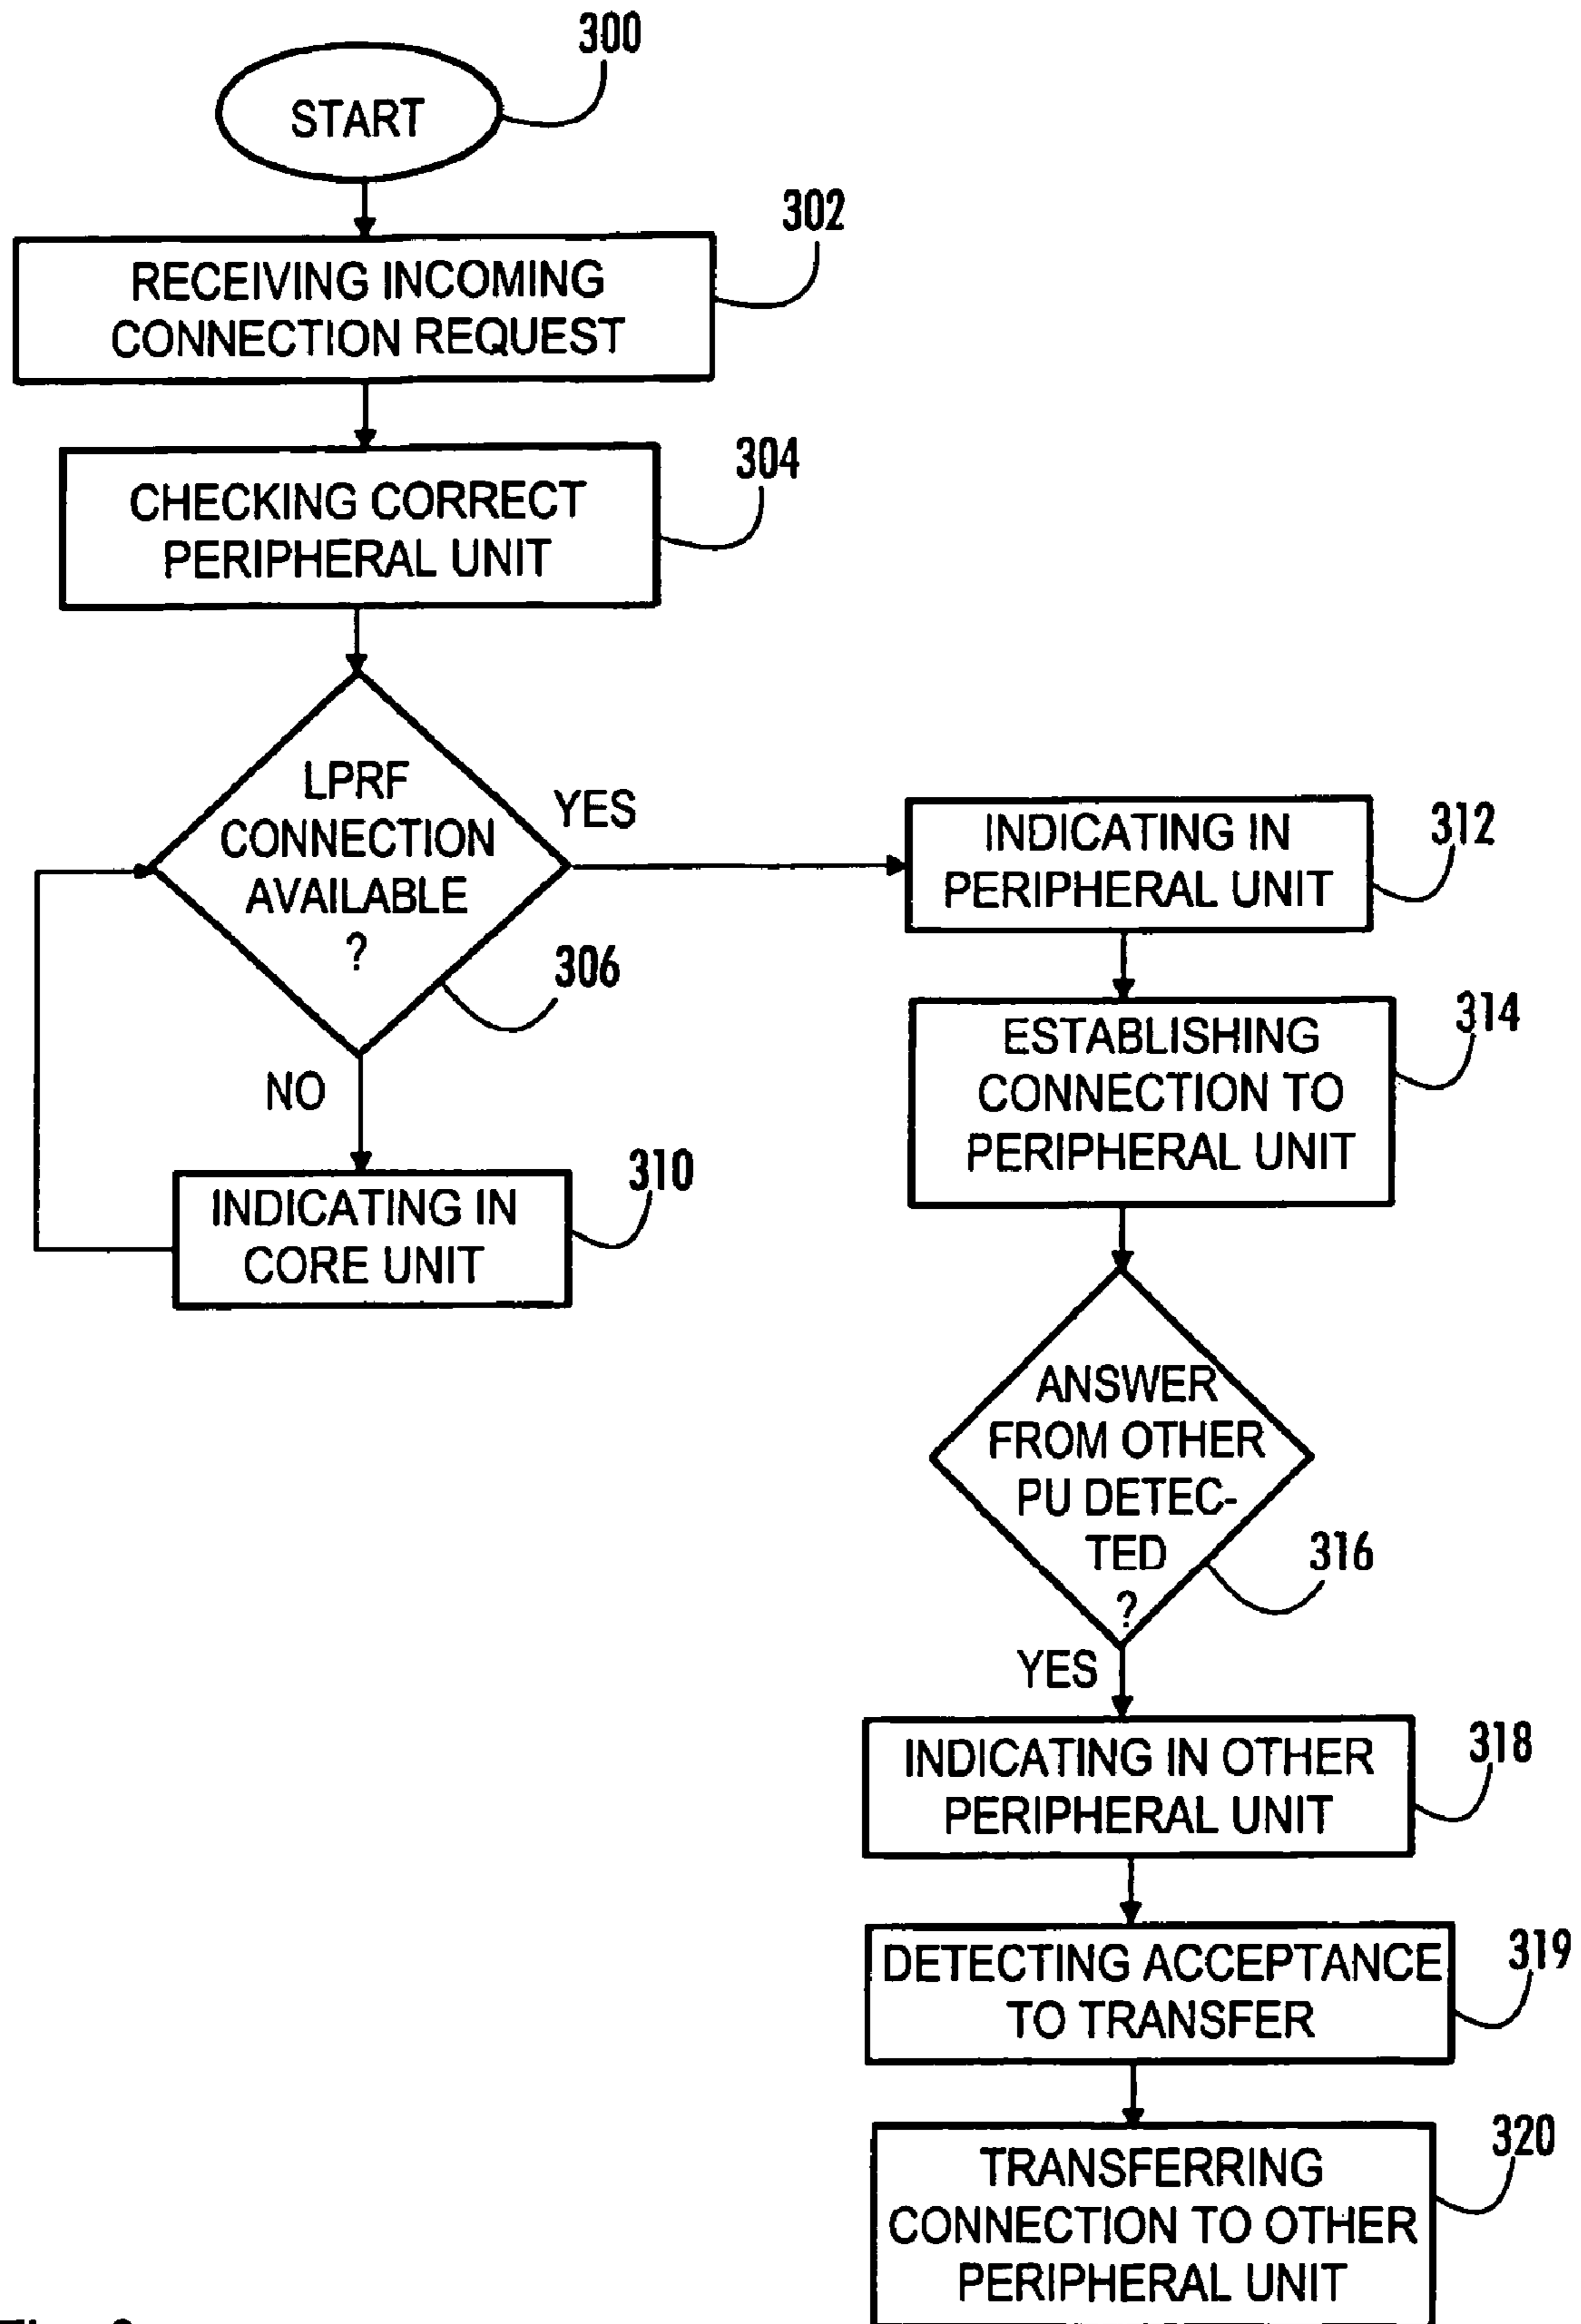 300
START
302
RECEIVING INCOMING
CONNECTION REQUEST
304
CHECKING CORRECT
PERIPHERAL UNIT
LPRF
CONNECTION
AVAILABLE
?
YES
306
NO
310
INDICATING IN
CORE UNIT
312
INDICATING IN
PERIPHERAL UNIT
314
ESTABLISHING
CONNECTION TO
PERIPHERAL UNIT
ANSWER
FROM OTHER
PU DETEC-
TED
?
316
YES
318
INDICATING IN OTHER
PERIPHERAL UNIT
319
DETECTING ACCEPTANCE
TO TRANSFER
320
TRANSFERRING
CONNECTION TO OTHER
PERIPHERAL UNIT